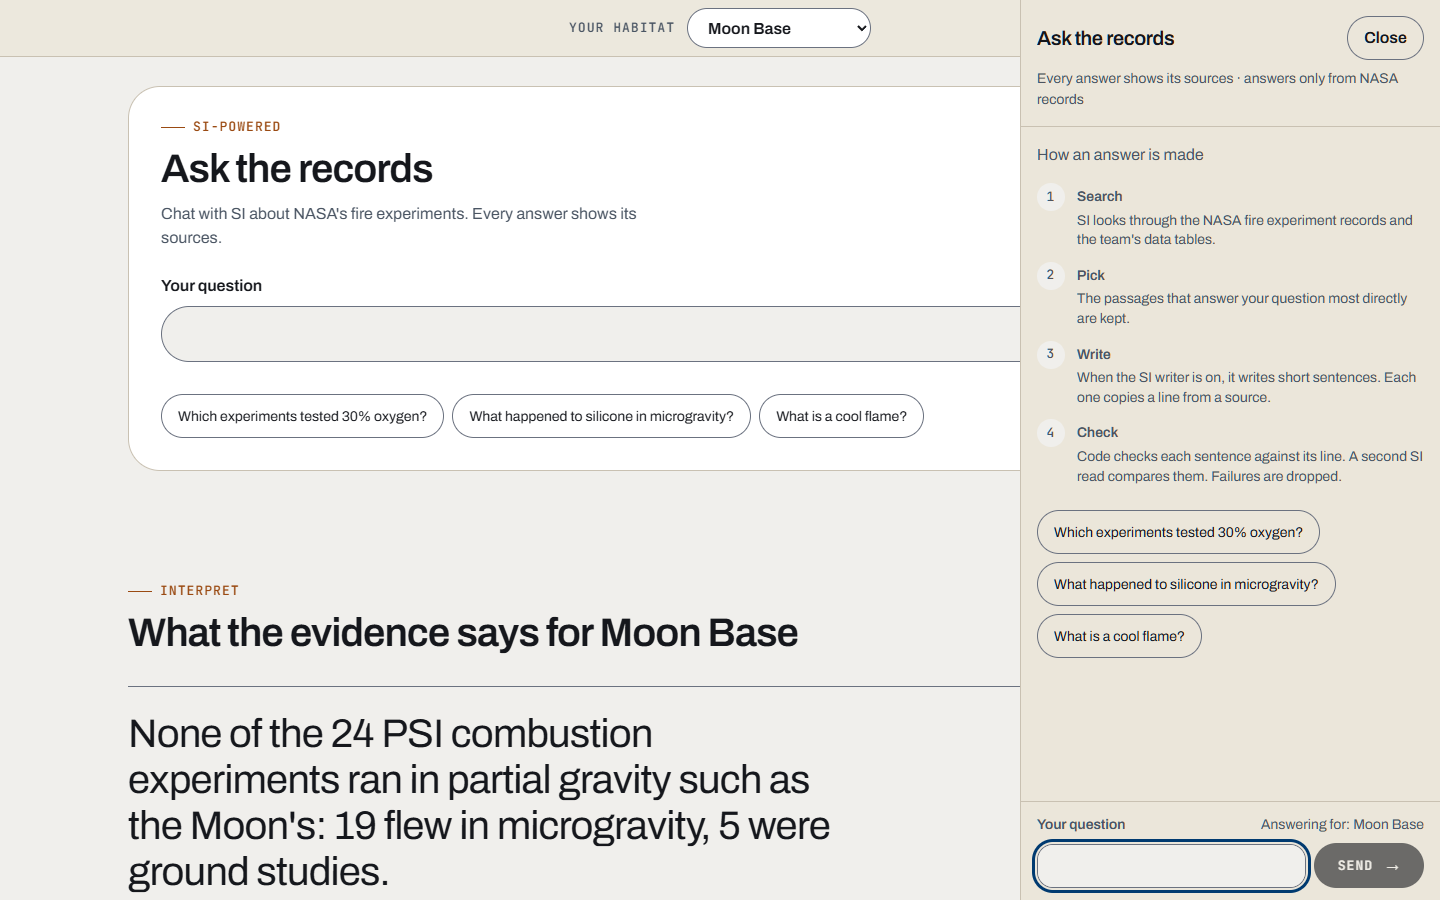 YOUR HABITAT
Moon Base
SI-POWERED
Ask the records
Chat with SI about NASA's fire experiments. Every answer shows its
sources.
Your question
Which experiments tested 30% oxygen?
What happened to silicone in microgravity?
What is a cool flame?
INTERPRET
What the evidence says for Moon Base
None of the 24 PSI combustion
experiments ran in partial gravity such as
the Moon's: 19 flew in microgravity, 5 were
ground studies.
Ask the records
Close
Every answer shows its sources · answers only from NASA
records
How an answer is made
1
Search
SI looks through the NASA fire experiment records and
the team's data tables.
2
Pick
The passages that answer your question most directly
are kept.
3
Write
When the SI writer is on, it writes short sentences. Each
one copies a line from a source.
4
Check
Code checks each sentence against its line. A second SI
read compares them. Failures are dropped.
Which experiments tested 30% oxygen?
What happened to silicone in microgravity?
What is a cool flame?
Your question
Answering for: Moon Base
SEND →